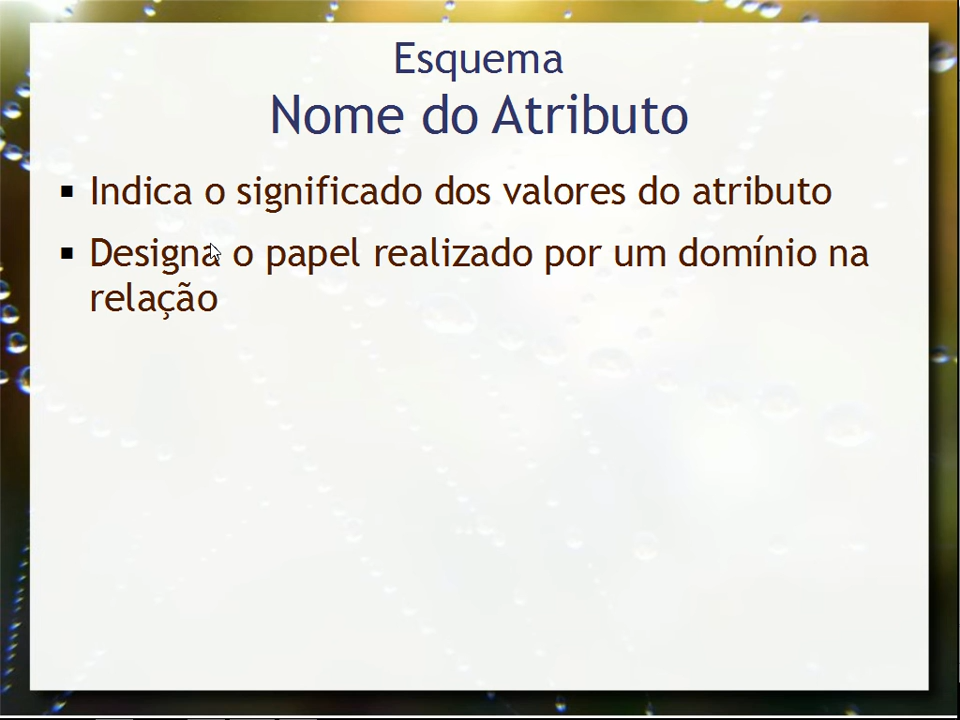 Esquema
Nome do Atributo
▪ Indica o significado dos valores do atributo
▪ Designa o papel realizado por um domínio na
relação